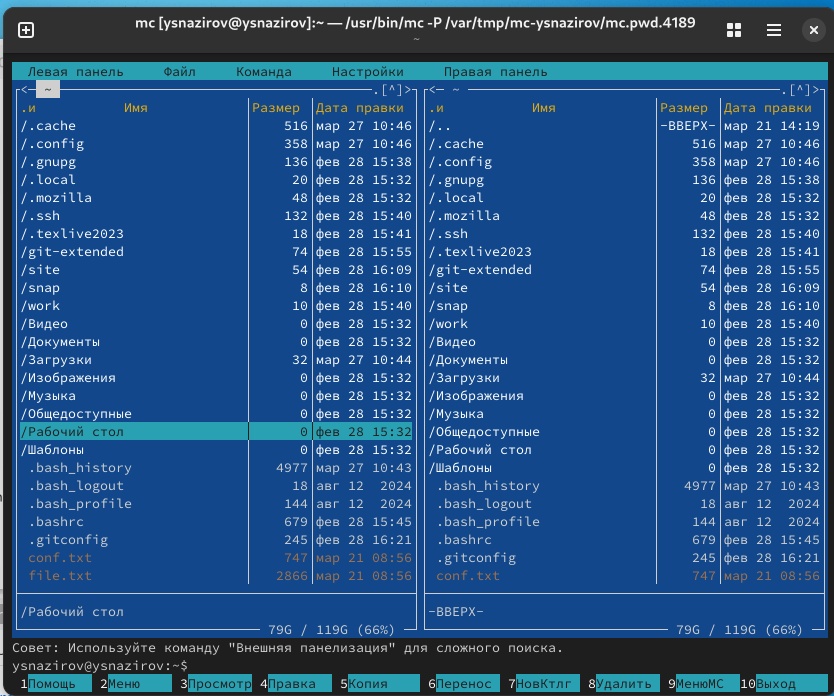 mc [ysnazirov@ysnazirov]:~ — /usr/bin/mc -P /var/tmp/mc-ysnazirov/mc.pwd.4189
~
Левая панель Файл Команда Настройки Правая панель
<─ ~ .[^]> <─ ~ .[^]>
.и Имя Размер Дата правки .и Имя Размер Дата правки
/.cache 516 мар 27 10:46 /.. -ВВЕРХ- мар 21 14:19
/.config 358 мар 27 10:46 /.cache 516 мар 27 10:46
/.gnupg 136 фев 28 15:38 /.config 358 мар 27 10:46
/.local 20 фев 28 15:32 /.gnupg 136 фев 28 15:38
/.mozilla 48 фев 28 15:32 /.local 20 фев 28 15:32
/.ssh 132 фев 28 15:40 /.mozilla 48 фев 28 15:32
/.texlive2023 18 фев 28 15:41 /.ssh 132 фев 28 15:40
/git-extended 74 фев 28 15:55 /.texlive2023 18 фев 28 15:41
/site 54 фев 28 16:09 /git-extended 74 фев 28 15:55
/snap 8 фев 28 16:10 /site 54 фев 28 16:09
/work 10 фев 28 15:40 /snap 8 фев 28 16:10
/Видео 0 фев 28 15:32 /work 10 фев 28 15:40
/Документы 0 фев 28 15:32 /Видео 0 фев 28 15:32
/Загрузки 32 мар 27 10:44 /Документы 0 фев 28 15:32
/Изображения 0 фев 28 15:32 /Загрузки 32 мар 27 10:44
/Музыка 0 фев 28 15:32 /Изображения 0 фев 28 15:32
/Общедоступные 0 фев 28 15:32 /Музыка 0 фев 28 15:32
/Рабочий стол 0 фев 28 15:32 /Общедоступные 0 фев 28 15:32
/Шаблоны 0 фев 28 15:32 /Рабочий стол 0 фев 28 15:32
.bash_history 4977 мар 27 10:43 /Шаблоны 0 фев 28 15:32
.bash_logout 18 авг 12 2024 .bash_history 4977 мар 27 10:43
.bash_profile 144 авг 12 2024 .bash_logout 18 авг 12 2024
.bashrc 679 фев 28 15:45 .bash_profile 144 авг 12 2024
.gitconfig 245 фев 28 16:21 .bashrc 679 фев 28 15:45
conf.txt 747 мар 21 08:56 .gitconfig 245 фев 28 16:21
file.txt 2866 мар 21 08:56 conf.txt 747 мар 21 08:56
/Рабочий стол -ВВЕРХ-
79G / 119G (66%) 79G / 119G (66%)
Совет: Используйте команду "Внешняя панелизация" для сложного поиска.
ysnazirov@ysnazirov:~$
1Помощь 2Меню 3Просмотр 4Правка 5Копия 6Перенос 7НовКтлг 8Удалить 9МенюMC 10Выход